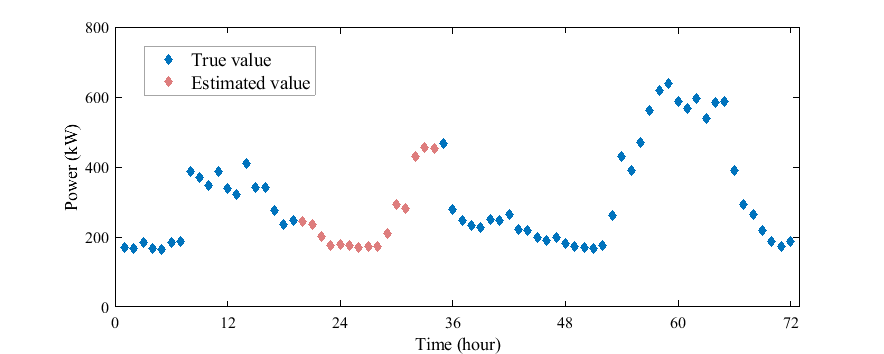 800
600
400
200
0
Power (kW)
True value
Estimated value
0 12 24 36 48 60 72
Time (hour)